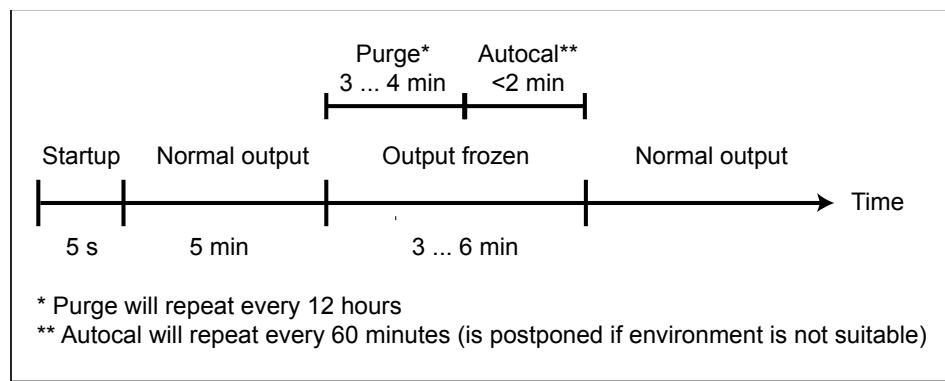 Purge* Autocal**
3 ... 4 min <2 min
Startup Normal output Output frozen Normal output
Time
5 s 5 min 3 ... 6 min
* Purge will repeat every 12 hours
** Autocal will repeat every 60 minutes (is postponed if environment is not suitable)